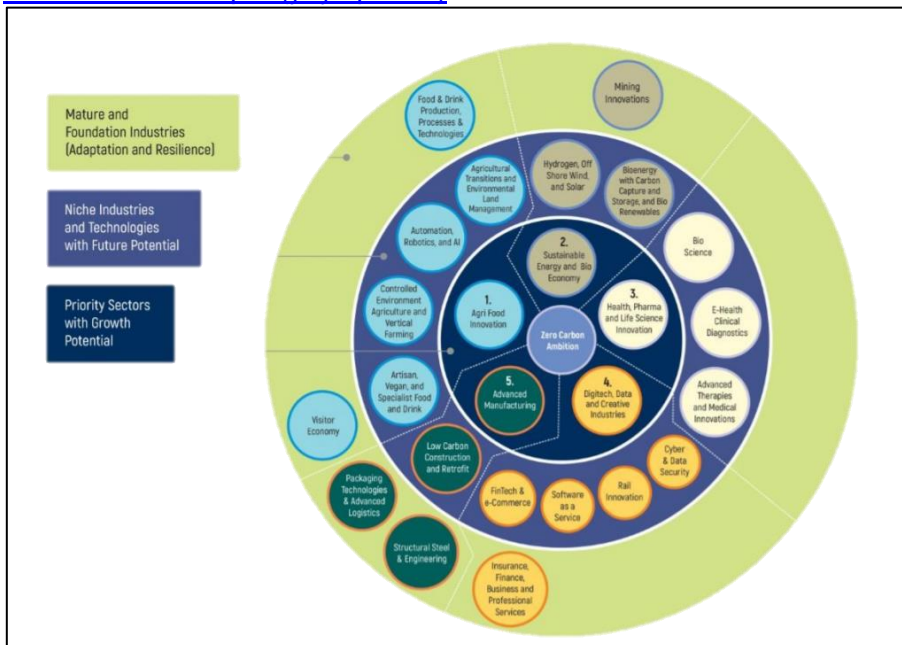 Mature and
Foundation Industries
(Adaptation and Resilience)
Niche Industries
and Technologies
with Future Potential
Priority Sectors
with Growth
Potential
Food & Drink
Production,
Processes &
Technologies
Mining
Innovations
Agricultural
Transitions and
Environmental
Land
Management
Hydrogen, Off
Shore Wind,
and Solar
Bioenergy
with Carbon
Capture and
Storage, and Bio
Renewables
Automation,
Robotics, and AI
Bio
Science
2.
Sustainable
Energy and Bio
Economy
Controlled
Environment
Agriculture and
Vertical
Farming
1.
Agri Food
Innovation
3.
Health, Pharma
and Life Science
Innovation
E-Health
Clinical
Diagnostics
Zero Carbon
Ambition
Artisan,
Vegan, and
Specialist Food
and Drink
5.
Advanced
Manufacturing
4.
Digitech, Data
and Creative
Industries
Advanced
Therapies
and Medical
Innovations
Visitor
Economy
Low Carbon
Construction
and Retrofit
Cyber
& Data
Security
Packaging
Technologies
& Advanced
Logistics
FinTech &
e-Commerce
Software
as a
Service
Rail
Innovation
Structural Steel
& Engineering
Insurance,
Finance,
Business and
Professional
Services